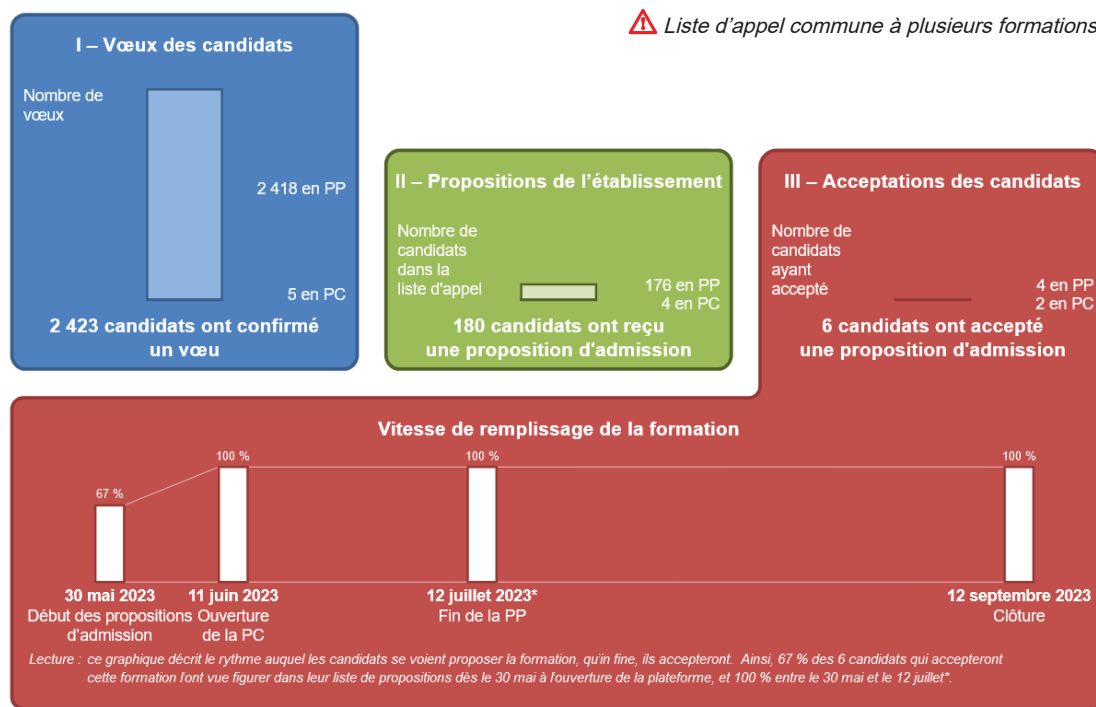 Liste d'appel commune à plusieurs formations
I – Vœux des candidats
Nombre de
vœux
2 418 en PP
5 en PC
2 423 candidats ont confirmé
un vœu
II – Propositions de l'établissement
Nombre de
candidats
dans la
liste d'appel
176 en PP
4 en PC
180 candidats ont reçu
une proposition d'admission
III – Acceptations des candidats
Nombre de
candidats
ayant
accepté
4 en PP
2 en PC
6 candidats ont accepté
une proposition d'admission
Vitesse de remplissage de la formation
67 %
100 %
100 %
100 %
30 mai 2023
Début des propositions
d'admission
11 juin 2023
Ouverture
de la PC
12 juillet 2023*
Fin de la PP
12 septembre 2023
Clôture
Lecture : ce graphique décrit le rythme auquel les candidats se voient proposer la formation, qu'in fine, ils accepteront. Ainsi, 67 % des 6 candidats qui accepteront
cette formation l'ont vue figurer dans leur liste de propositions dès le 30 mai à l'ouverture de la plateforme, et 100 % entre le 30 mai et le 12 juillet*.